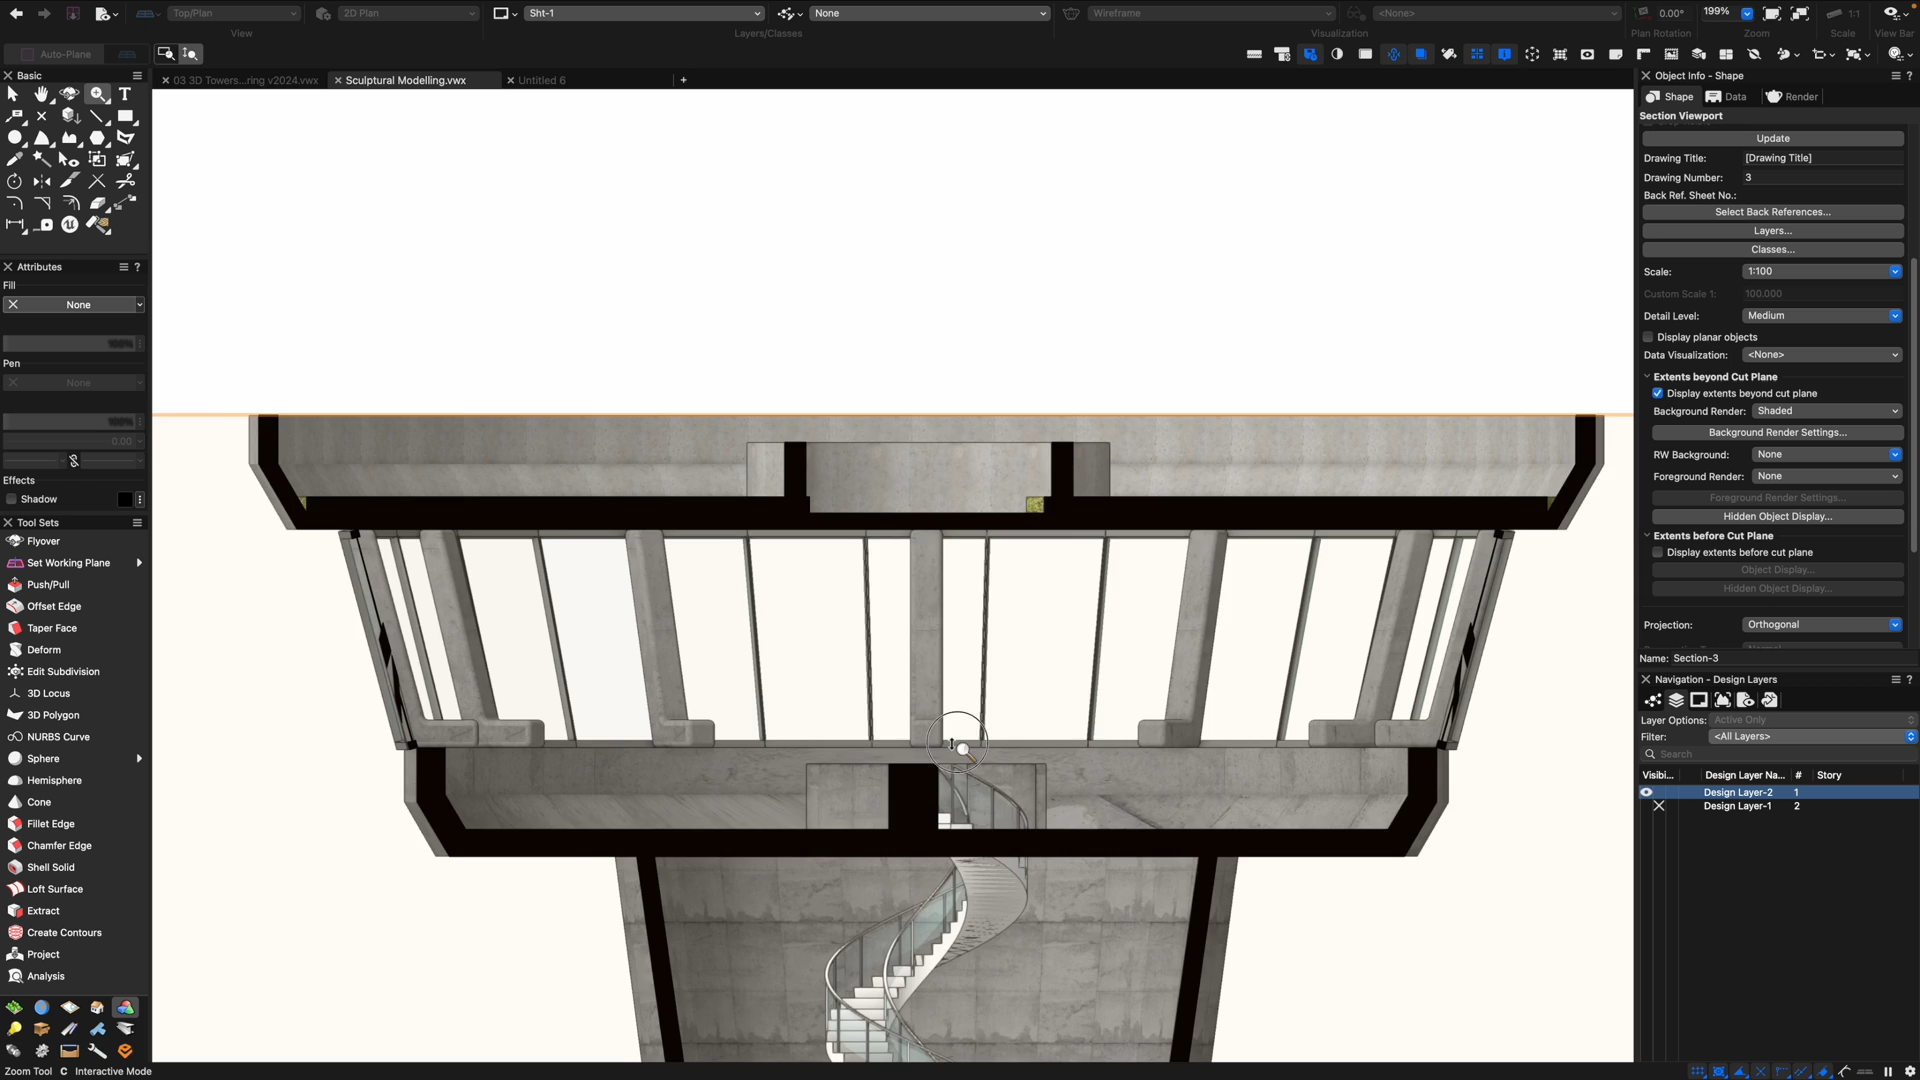 Top/Plan
2D Plan
Sht-1
None
Wireframe
<None>
0.00°
199%
1:1
View
Layers/Classes
Visualization
Plan Rotation
Zoom
Scale
View Bar
Auto-Plane
Basic
03 3D Towers...ring v2024.vwx
Sculptural Modelling.vwx
Untitled 6
Attributes
Fill
None
100%
Pen
None
100%
0.00
Effects
Shadow
Tool Sets
Flyover
Set Working Plane
Push/Pull
Offset Edge
Taper Face
Deform
Edit Subdivision
3D Locus
3D Polygon
NURBS Curve
Sphere
Hemisphere
Cone
Fillet Edge
Chamfer Edge
Shell Solid
Loft Surface
Extract
Create Contours
Project
Analysis
Zoom Tool C Interactive Mode
Object Info - Shape
Shape
Data
Render
Section Viewport
Update
Drawing Title: [Drawing Title]
Drawing Number: 3
Back Ref. Sheet No.:
Select Back References...
Layers...
Classes...
Scale: 1:100
Custom Scale 1: 100.000
Detail Level: Medium
Display planar objects
Data Visualization: <None>
Extents beyond Cut Plane
Display extents beyond cut plane
Background Render: Shaded
Background Render Settings...
RW Background: None
Foreground Render: None
Foreground Render Settings...
Hidden Object Display...
Extents before Cut Plane
Display extents before cut plane
Object Display...
Hidden Object Display...
Projection: Orthogonal
Name: Section-3
Navigation - Design Layers
Layer Options: Active Only
Filter: <All Layers>
Search
Visibi... Design Layer Na... # Story
Design Layer-2 1
Design Layer-1 2